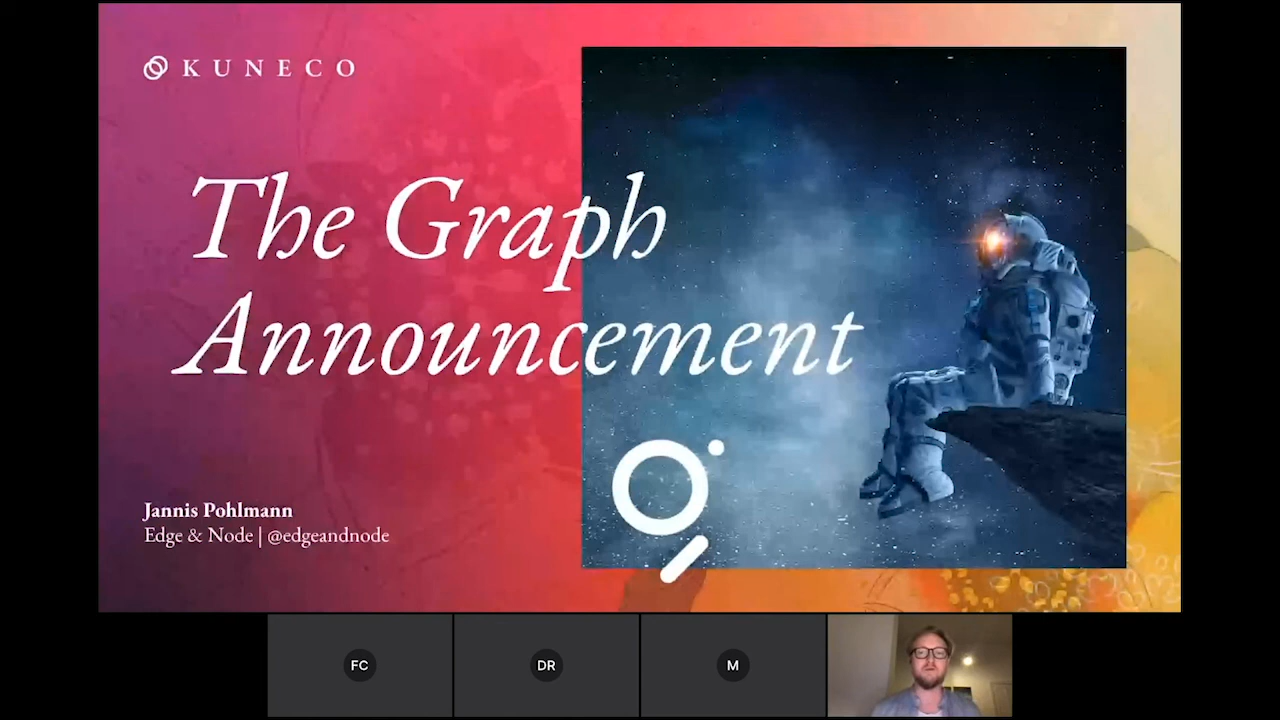 KUNECO
The Graph
Announcement
Jannis Pohlmann
Edge & Node | @edgeandnode
FC
DR
M